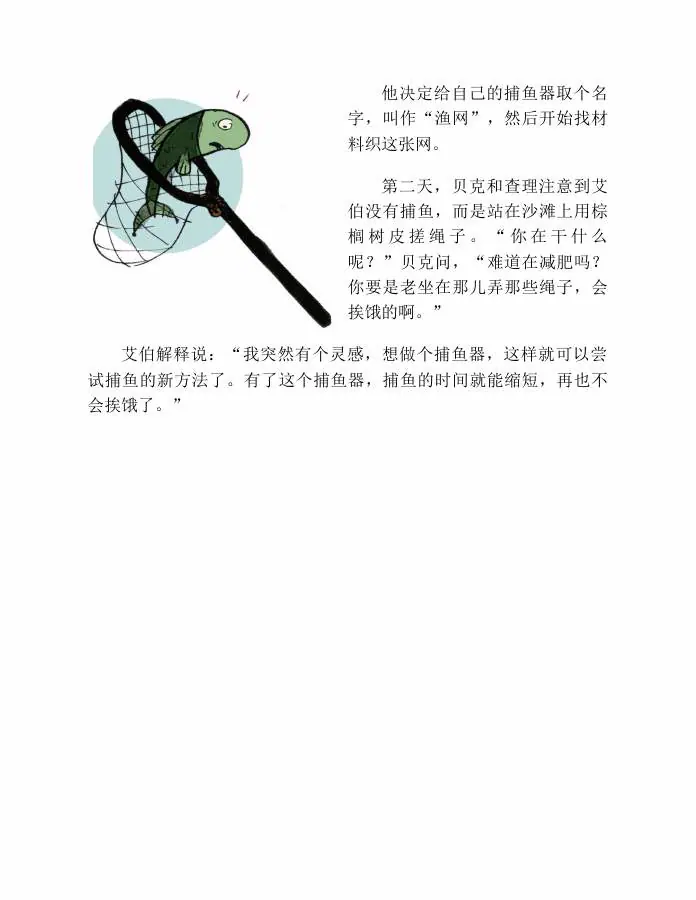 他决定给自己的捕鱼器取个名
字，叫作“渔网”，然后开始找材
料织这张网。
第二天，贝克和查理注意到艾
伯没有捕鱼，而是站在沙滩上用棕
榈树皮搓绳子。“你在干什么
呢？”贝克问，“难道在减肥吗？
你要是老坐在那儿弄那些绳子，会
挨饿的啊。”
艾伯解释说：“我突然有个灵感，想做个捕鱼器，这样就可以尝
试捕鱼的新方法了。有了这个捕鱼器，捕鱼的时间就能缩短，再也不
会挨饿了。”